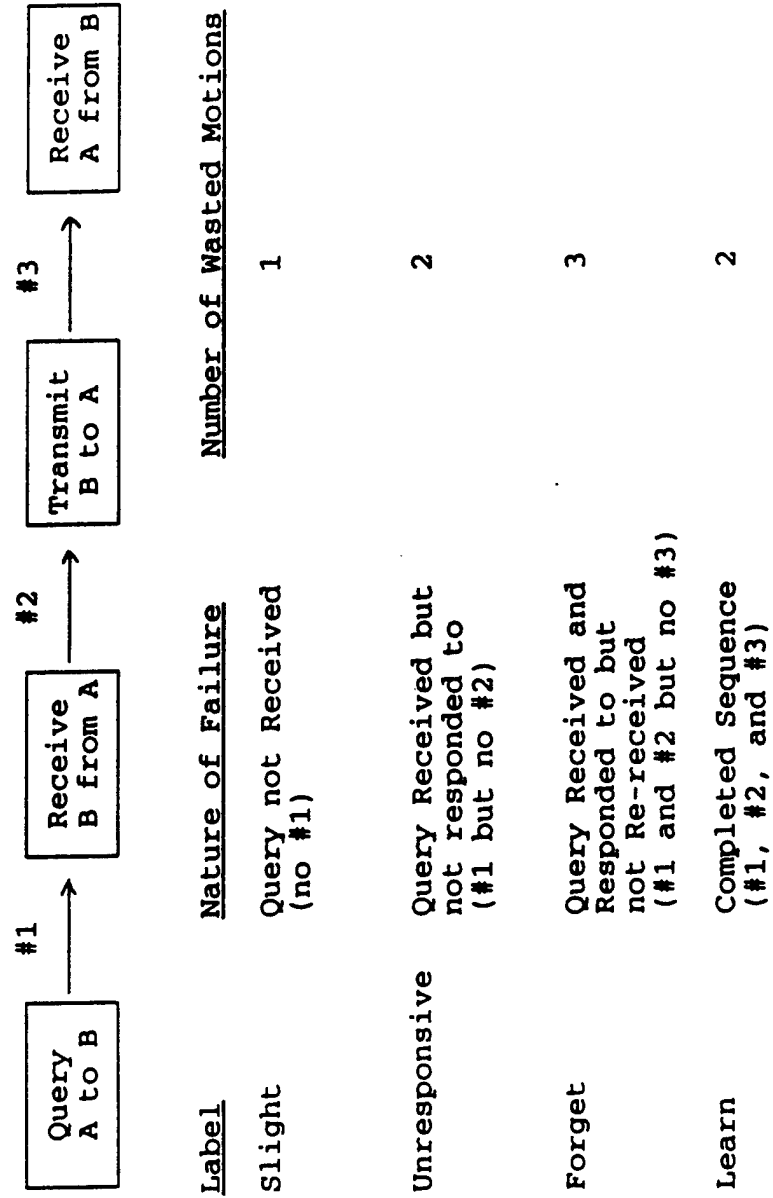 #1
#2
#3
Query
A to B
Receive
B from A
Transmit
B to A
Receive
A from B
Label
Nature of Failure
Number of Wasted Motions
Slight
Query not Received
(no #1)
1
Unresponsive
Query Received but
not responded to
(#1 but no #2)
2
Forget
Query Received and
Responded to but
not Re-received
(#1 and #2 but no #3)
3
Learn
Completed Sequence
(#1, #2, and #3)
2